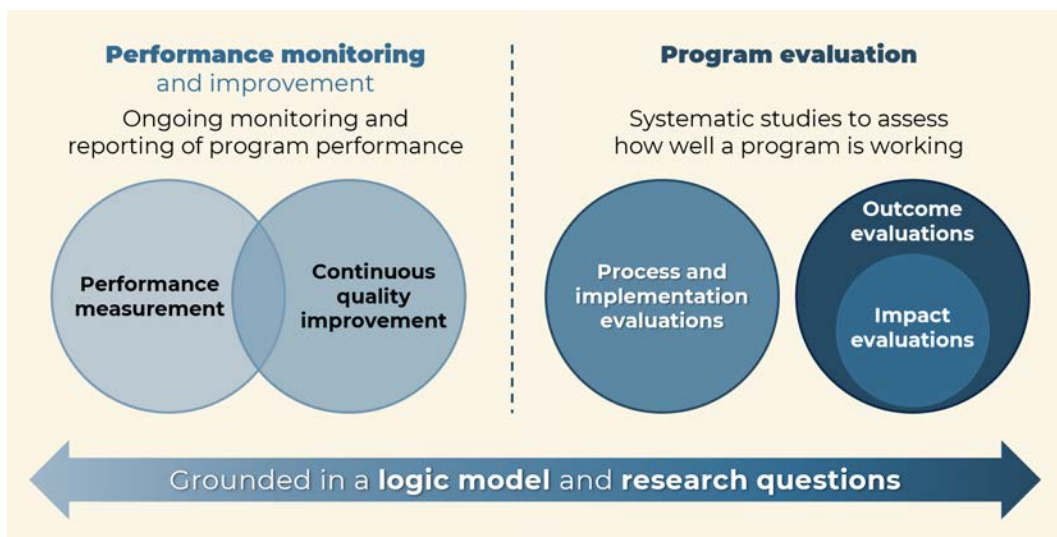 Performance monitoring
and improvement
Ongoing monitoring and
reporting of program performance
Performance
measurement
Continuous
quality
improvement
Program evaluation
Systematic studies to assess
how well a program is working
Process and
implementation
evaluations
Outcome
evaluations
Impact
evaluations
Grounded in a logic model and research questions